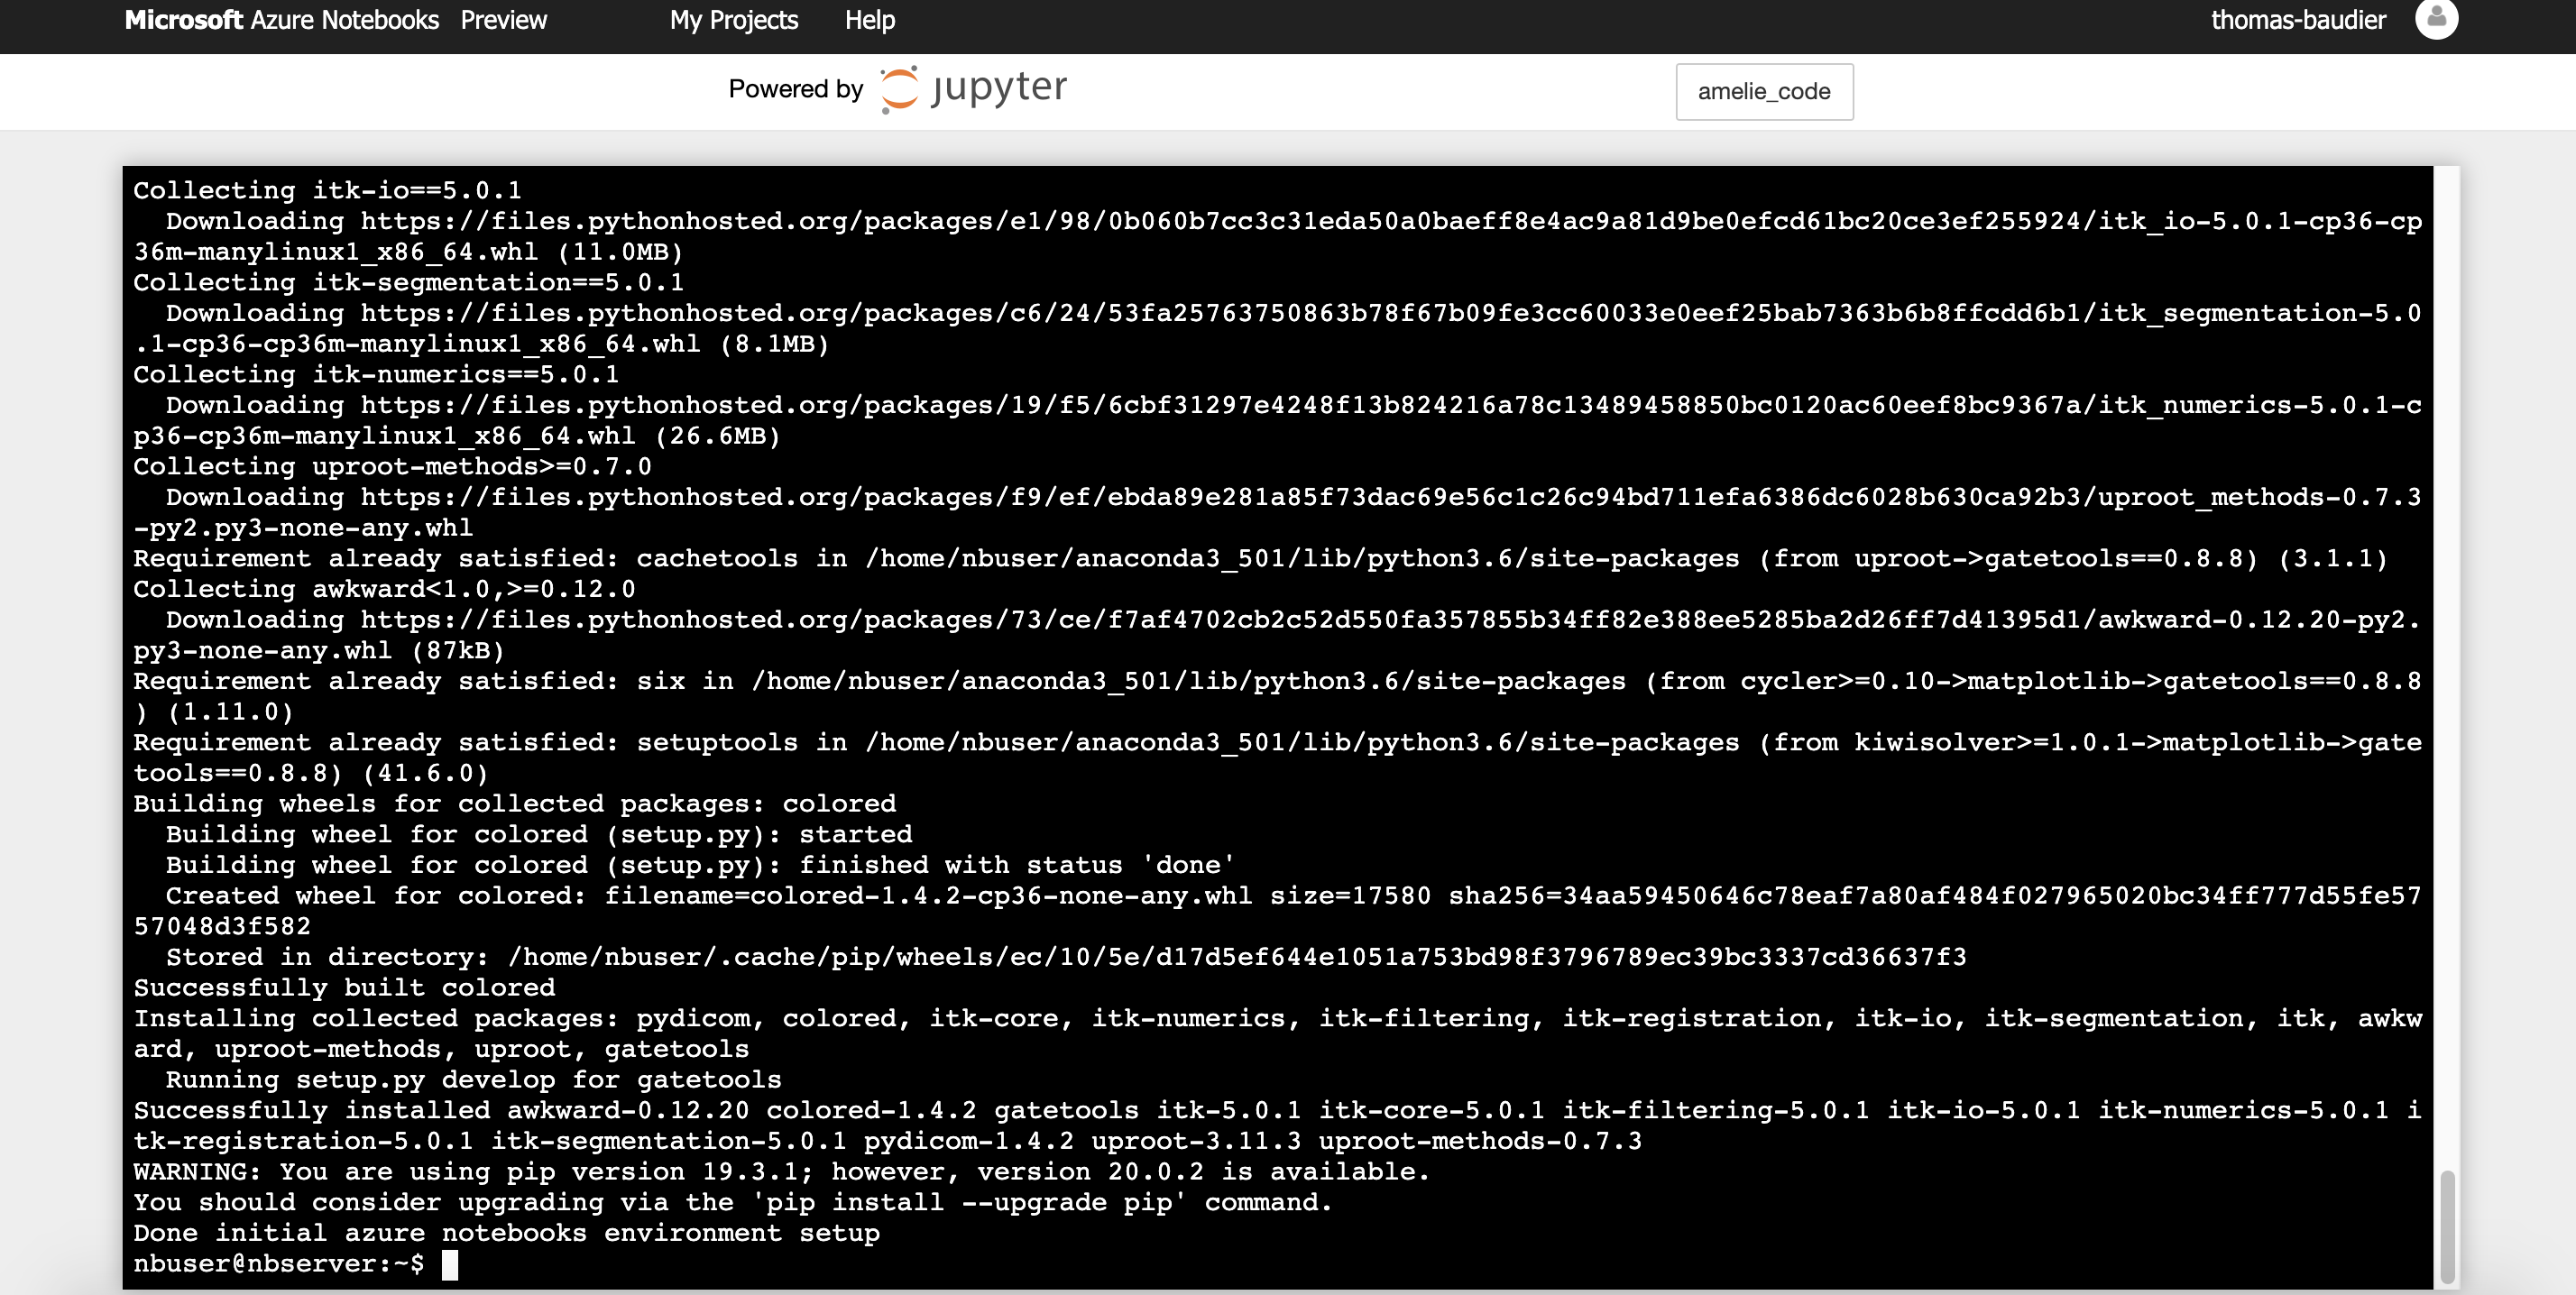 Microsoft Azure Notebooks Preview My Projects Help thomas-baudier
Powered by jupyter amelie_code
Collecting itk-io==5.0.1
  Downloading https://files.pythonhosted.org/packages/e1/98/0b060b7cc3c31eda50a0baeff8e4ac9a81d9be0efcd61bc20ce3ef255924/itk_io-5.0.1-cp36-cp
36m-manylinux1_x86_64.whl (11.0MB)
Collecting itk-segmentation==5.0.1
  Downloading https://files.pythonhosted.org/packages/c6/24/53fa25763750863b78f67b09fe3cc60033e0eef25bab7363b6b8ffcdd6b1/itk_segmentation-5.0
.1-cp36-cp36m-manylinux1_x86_64.whl (8.1MB)
Collecting itk-numerics==5.0.1
  Downloading https://files.pythonhosted.org/packages/19/f5/6cbf31297e4248f13b824216a78c13489458850bc0120ac60eef8bc9367a/itk_numerics-5.0.1-c
p36-cp36m-manylinux1_x86_64.whl (26.6MB)
Collecting uproot-methods>=0.7.0
  Downloading https://files.pythonhosted.org/packages/f9/ef/ebda89e281a85f73dac69e56c1c26c94bd711efa6386dc6028b630ca92b3/uproot_methods-0.7.3
-py2.py3-none-any.whl
Requirement already satisfied: cachetools in /home/nbuser/anaconda3_501/lib/python3.6/site-packages (from uproot->gatetools==0.8.8) (3.1.1)
Collecting awkward<1.0,>=0.12.0
  Downloading https://files.pythonhosted.org/packages/73/ce/f7af4702cb2c52d550fa357855b34ff82e388ee5285ba2d26ff7d41395d1/awkward-0.12.20-py2.
py3-none-any.whl (87kB)
Requirement already satisfied: six in /home/nbuser/anaconda3_501/lib/python3.6/site-packages (from cycler>=0.10->matplotlib->gatetools==0.8.8
) (1.11.0)
Requirement already satisfied: setuptools in /home/nbuser/anaconda3_501/lib/python3.6/site-packages (from kiwisolver>=1.0.1->matplotlib->gate
tools==0.8.8) (41.6.0)
Building wheels for collected packages: colored
  Building wheel for colored (setup.py): started
  Building wheel for colored (setup.py): finished with status 'done'
  Created wheel for colored: filename=colored-1.4.2-cp36-none-any.whl size=17580 sha256=34aa59450646c78eaf7a80af484f027965020bc34ff777d55fe57
57048d3f582
  Stored in directory: /home/nbuser/.cache/pip/wheels/ec/10/5e/d17d5ef644e1051a753bd98f3796789ec39bc3337cd36637f3
Successfully built colored
Installing collected packages: pydicom, colored, itk-core, itk-numerics, itk-filtering, itk-registration, itk-io, itk-segmentation, itk, awkw
ard, uproot-methods, uproot, gatetools
  Running setup.py develop for gatetools
Successfully installed awkward-0.12.20 colored-1.4.2 gatetools itk-5.0.1 itk-core-5.0.1 itk-filtering-5.0.1 itk-io-5.0.1 itk-numerics-5.0.1 i
tk-registration-5.0.1 itk-segmentation-5.0.1 pydicom-1.4.2 uproot-3.11.3 uproot-methods-0.7.3
WARNING: You are using pip version 19.3.1; however, version 20.0.2 is available.
You should consider upgrading via the 'pip install --upgrade pip' command.
Done initial azure notebooks environment setup
nbuser@nbserver:~$